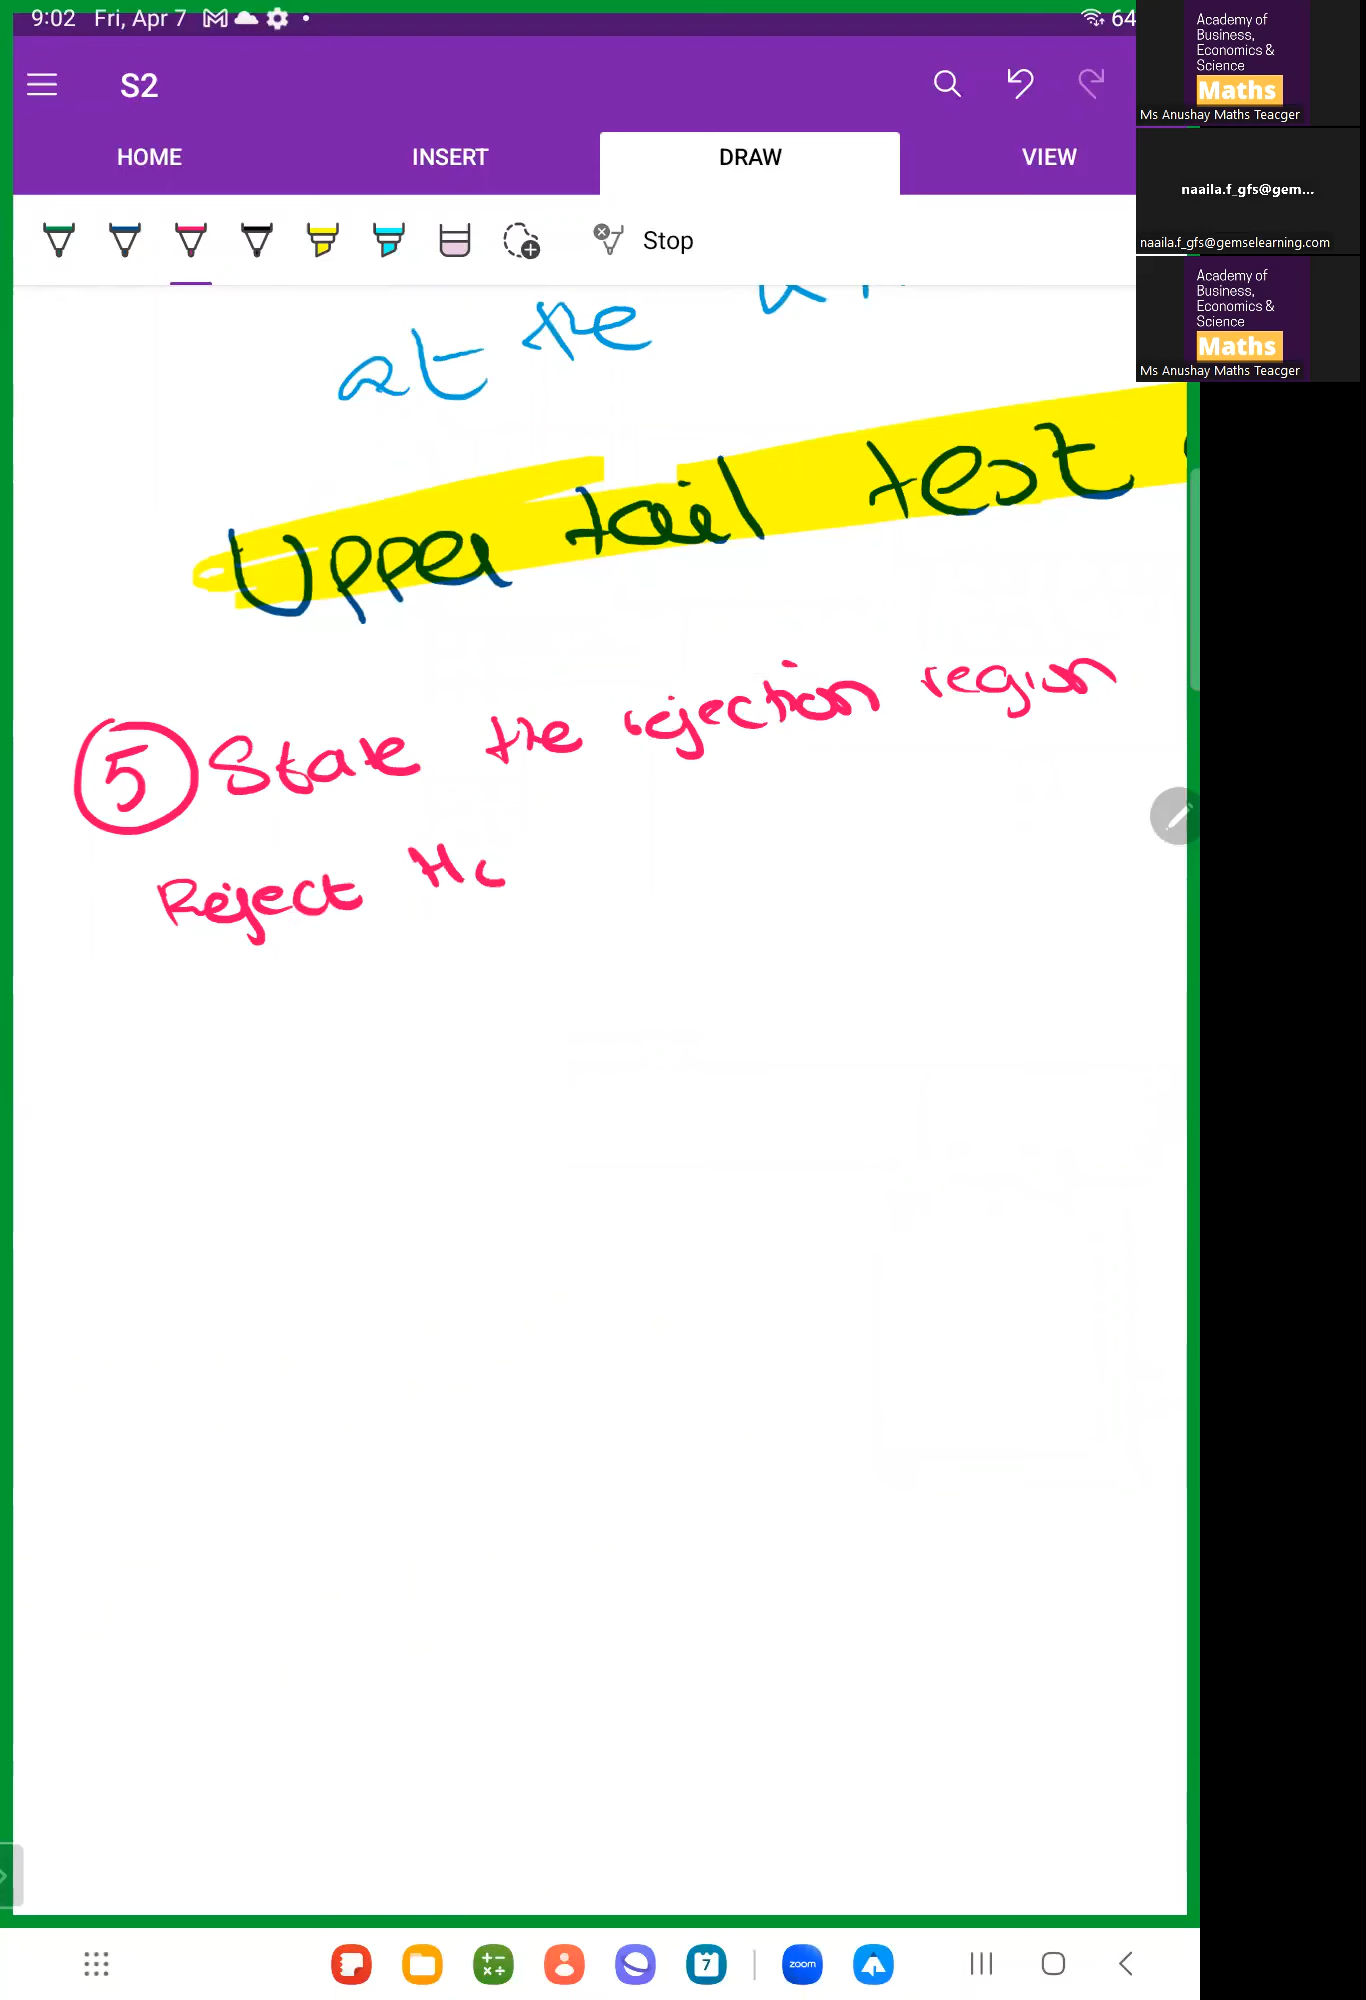 9:02 Fri, Apr 7
64
S2
HOME INSERT DRAW VIEW
Stop
Academy of
Business,
Economics &
Science
Maths
Ms Anushay Maths Teacger
naaila.f_gfs@gem...
naaila.f_gfs@gemselearning.com
Academy of
Business,
Economics &
Science
Maths
Ms Anushay Maths Teacger
at the
Upper tail test
5 State the rejection region
Reject H
7
zoom